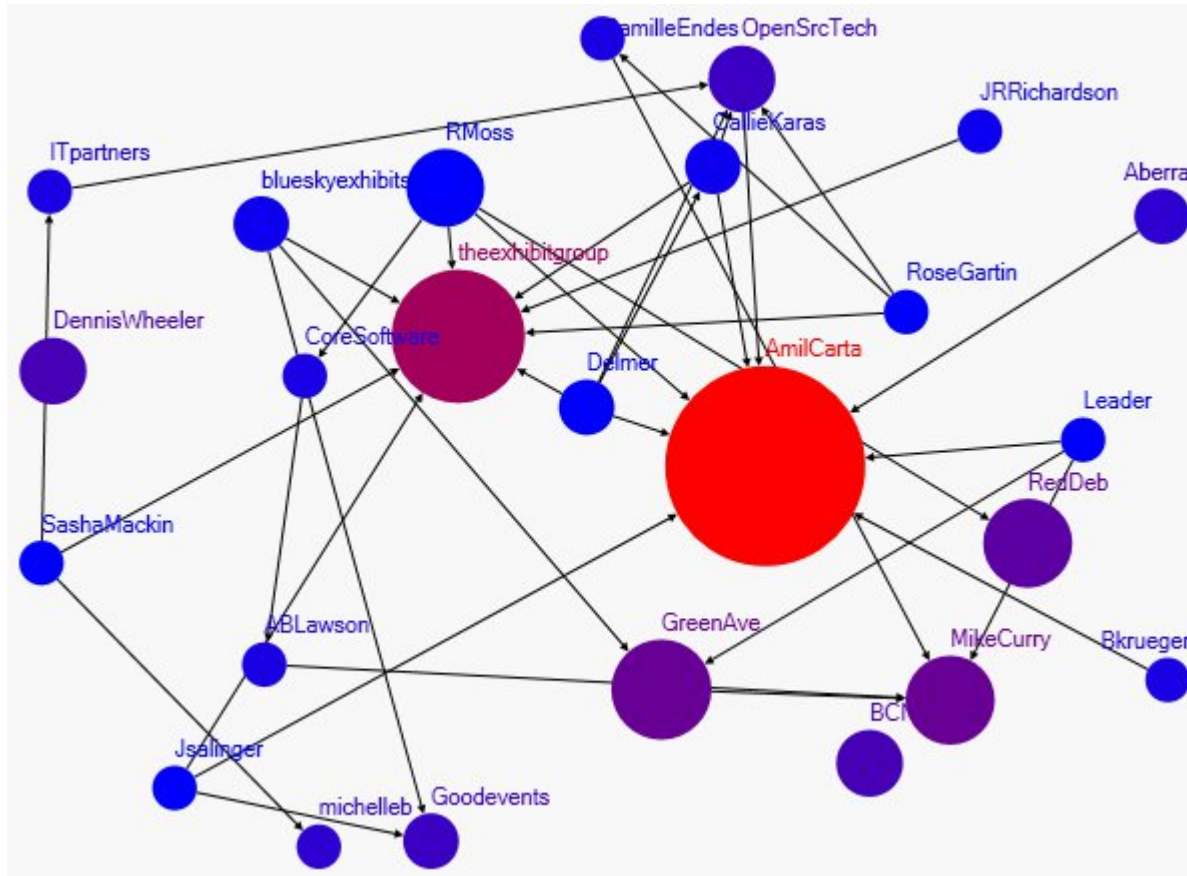 CamilleEndes
OpenSrcTech
JRRichardson
CallieKaras
RMoss
ITpartners
blueskyexhibits
Aberra
theexhibitgroup
RoseGartin
DennisWheeler
CoreSoftware
AmilCarta
Delmer
Leader
RedDeb
SashaMackin
ABLawson
GreenAve
MikeCurry
Bkrueger
Jsalinger
Goodevents
michelleb